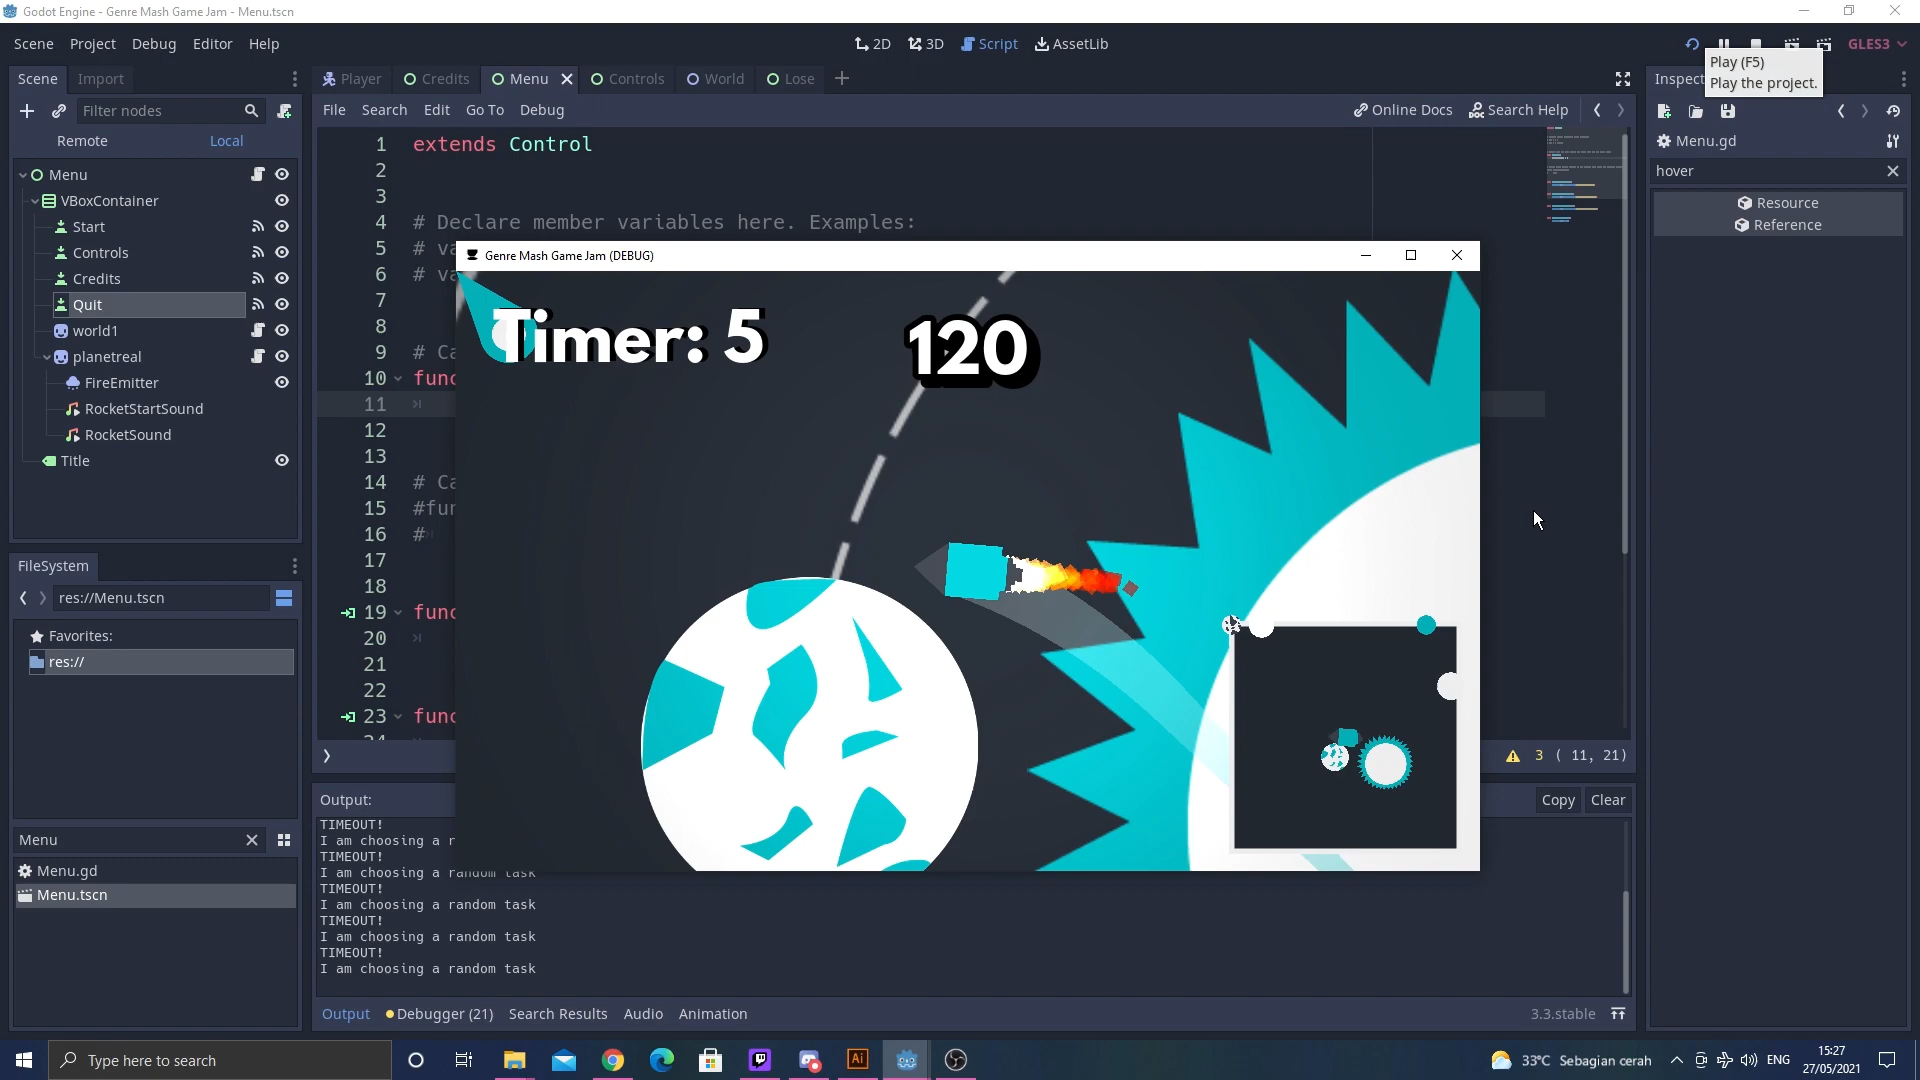 Godot Engine - Genre Mash Game Jam - Menu.tscn
Scene Project Debug Editor Help
2D 3D Script AssetLib
GLES3
Play (F5)
Play the project.
Scene Import
Player Credits Menu Controls World Lose
Inspect
Filter nodes
File Search Edit Go To Debug
Online Docs Search Help
Remote Local
Menu.gd
hover
Resource
Reference
Menu
VBoxContainer
Start
Controls
Credits
Quit
world1
planetreal
FireEmitter
RocketStartSound
RocketSound
Title
1 extends Control
2
3
4 # Declare member variables here. Examples:
5 # va
6 # va
7
8
9 # Ca
10 func
11
12
13
14 # Ca
15 #fun
16 #
17
18
19 func
20
21
22
23 func
24
Genre Mash Game Jam (DEBUG)
Timer: 5
120
3 ( 11, 21)
FileSystem
res://Menu.tscn
Favorites:
res://
Menu
Menu.gd
Menu.tscn
Output:
Copy Clear
TIMEOUT!
I am choosing a r
TIMEOUT!
I am choosing a random task
TIMEOUT!
I am choosing a random task
TIMEOUT!
I am choosing a random task
TIMEOUT!
I am choosing a random task
Output Debugger (21) Search Results Audio Animation
3.3.stable
Type here to search
Ai
33°C Sebagian cerah
ENG
15:27
27/05/2021